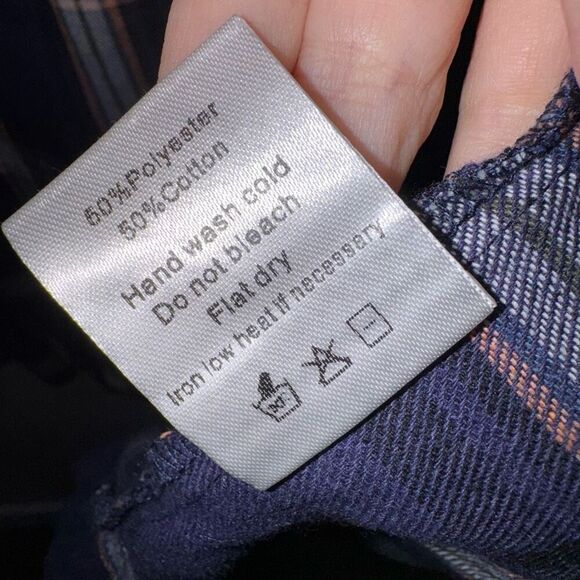 50%Polyester
50%Cotton
Hand wash cold
Do not bleach
Flat dry
Iron low heat if necessary